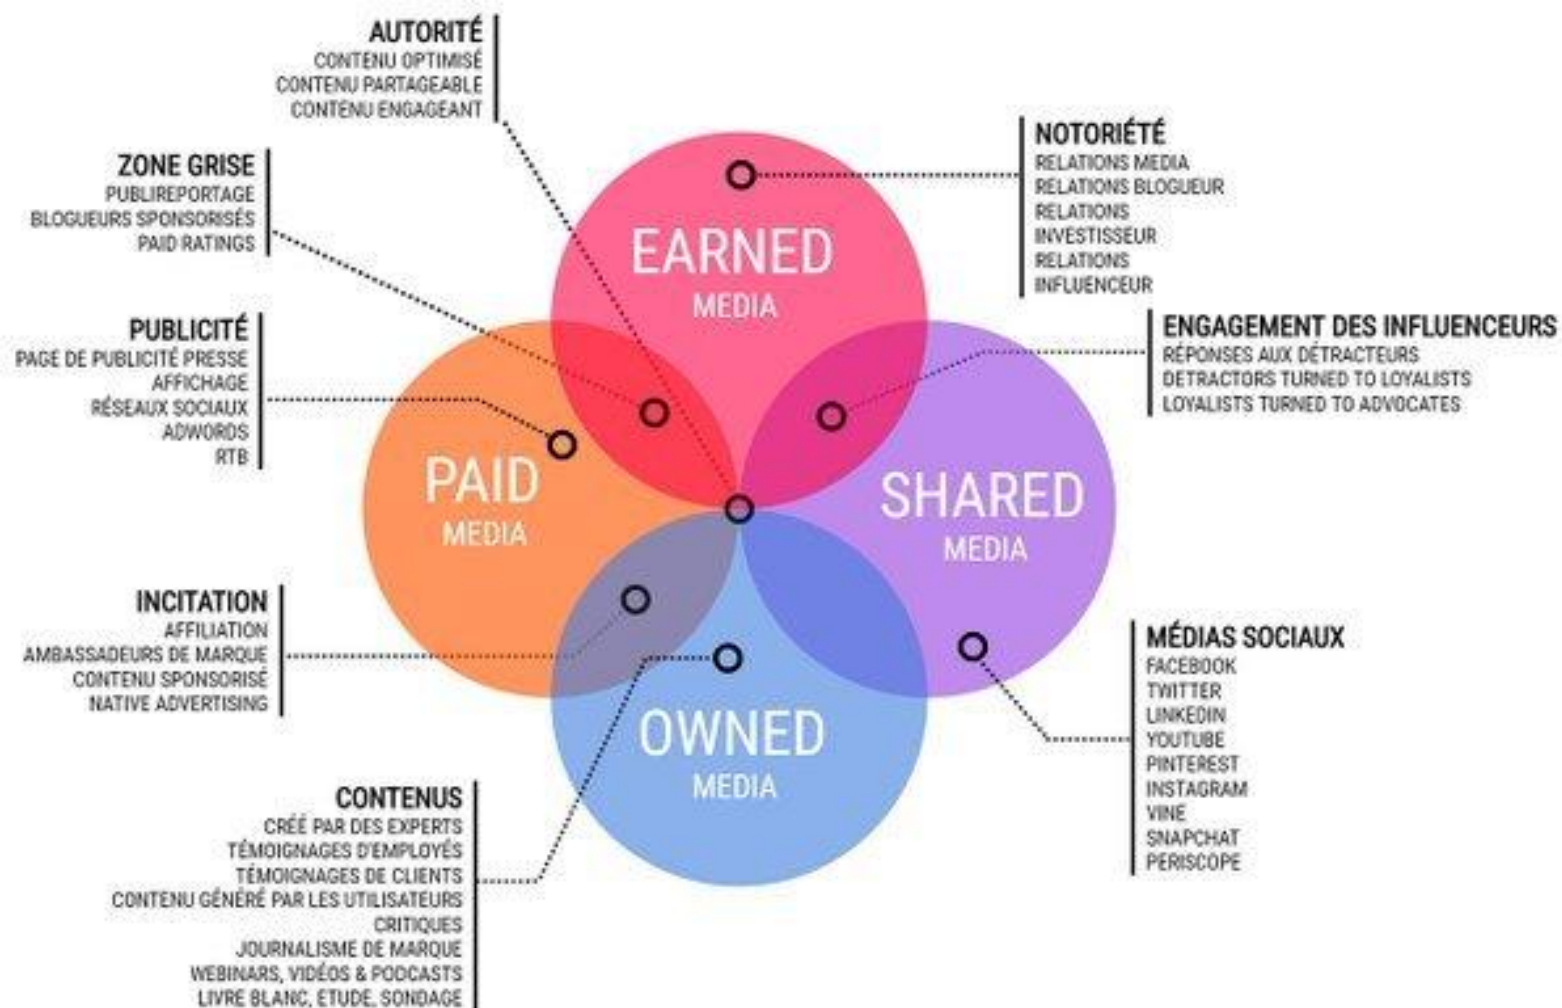 AUTORITÉ
CONTENU OPTIMISÉ
CONTENU PARTAGEABLE
CONTENU ENGAGEANT
ZONE GRISE
PUBLIREPORTAGE
BLOGUEURS SPONSORISÉS
PAID RATINGS
PUBLICITÉ
PAGE DE PUBLICITÉ PRESSE
AFFICHAGE
RÉSEAUX SOCIAUX
ADWORDS
RTB
INCITATION
AFFILIATION
AMBASSADEURS DE MARQUE
CONTENU SPONSORISÉ
NATIVE ADVERTISING
CONTENUS
CRÉÉ PAR DES EXPERTS
TÉMOIGNAGES D'EMPLOYÉS
TÉMOIGNAGES DE CLIENTS
CONTENU GÉNÉRÉ PAR LES UTILISATEURS
CRITIQUES
JOURNALISME DE MARQUE
WEBINARS, VIDÉOS & PODCASTS
LIVRE BLANC, ETUDE, SONDAGE
EARNED
MEDIA
PAID
MEDIA
SHARED
MEDIA
OWNED
MEDIA
NOTORIÉTÉ
RELATIONS MEDIA
RELATIONS BLOGUEUR
RELATIONS
INVESTISSEUR
RELATIONS
INFLUENCEUR
ENGAGEMENT DES INFLUENCEURS
RÉPONSES AUX DÉTRACTEURS
DETRACTORS TURNED TO LOYALISTS
LOYALISTS TURNED TO ADVOCATES
MÉDIAS SOCIAUX
FACEBOOK
TWITTER
LINKEDIN
YOUTUBE
PINTEREST
INSTAGRAM
VINE
SNAPCHAT
PERISCOPE